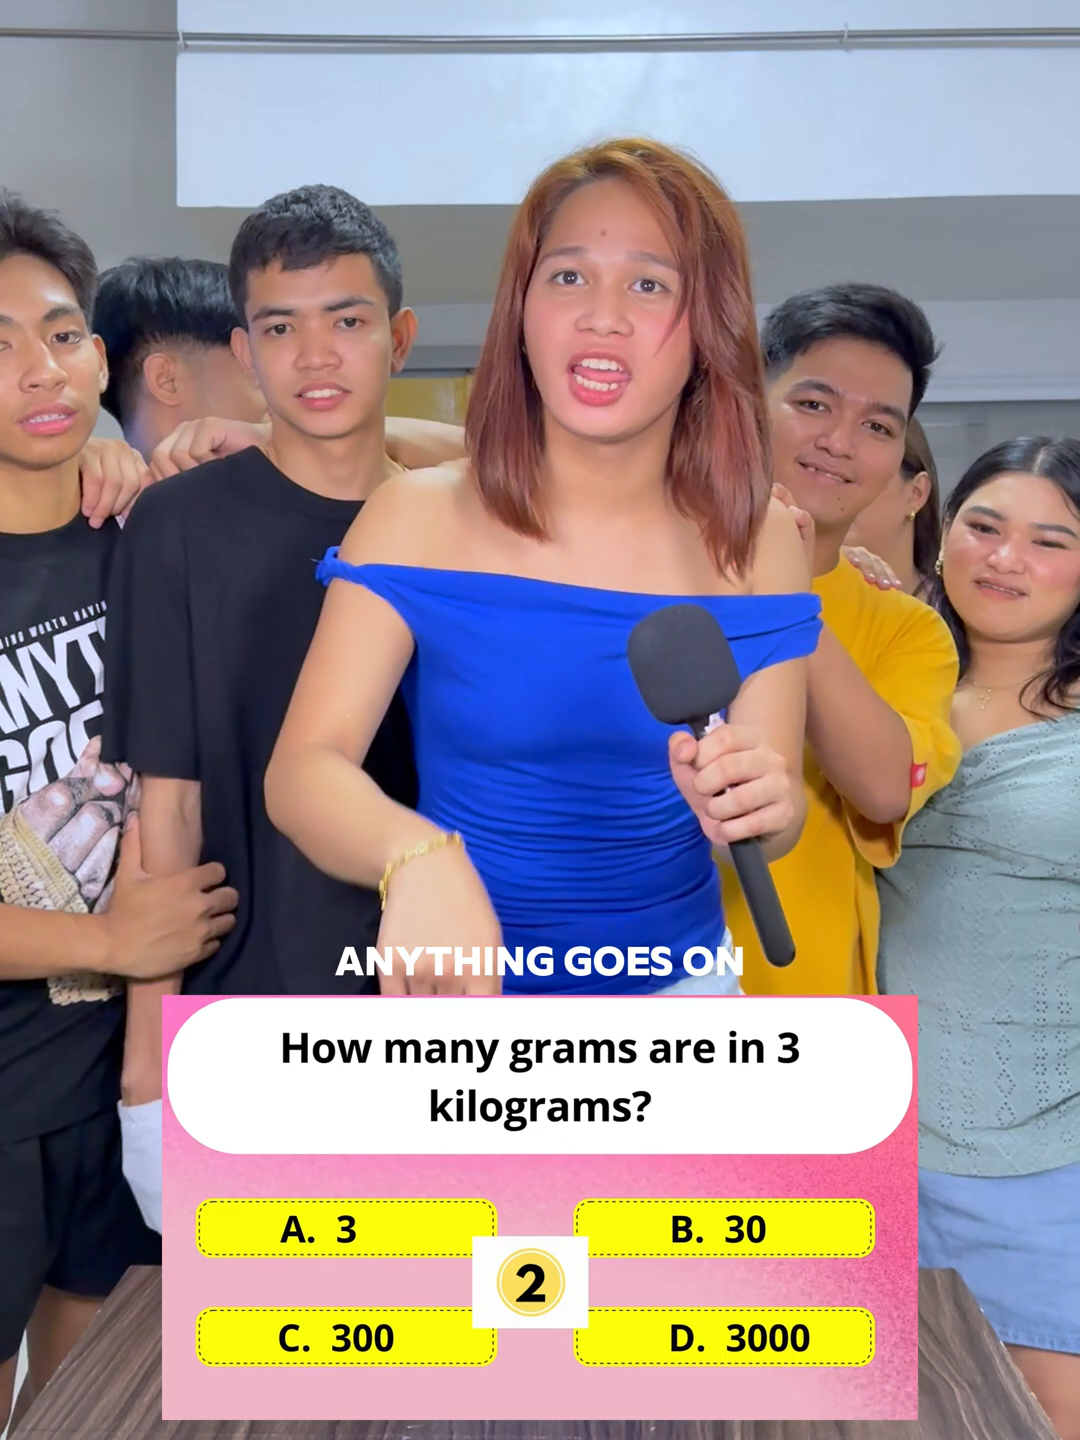 ANYTHING GOES ON
How many grams are in 3
kilograms?
A. 3
B. 30
2
C. 300
D. 3000